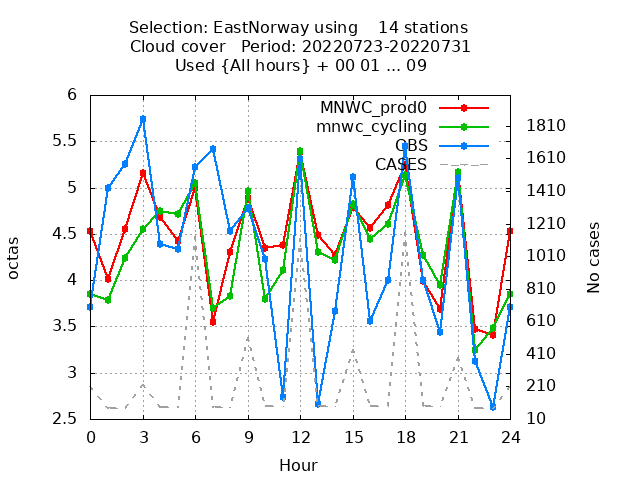 Selection: EastNorway using    14 stations
Cloud cover   Period: 20220723-20220731
Used {All hours} + 00 01 ... 09
MNWC_prod0
mnwc_cycling
OBS
CASES
6
5.5
5
4.5
4
3.5
3
2.5
octas
1810
1610
1410
1210
1010
810
610
410
210
10
No cases
0 3 6 9 12 15 18 21 24
Hour